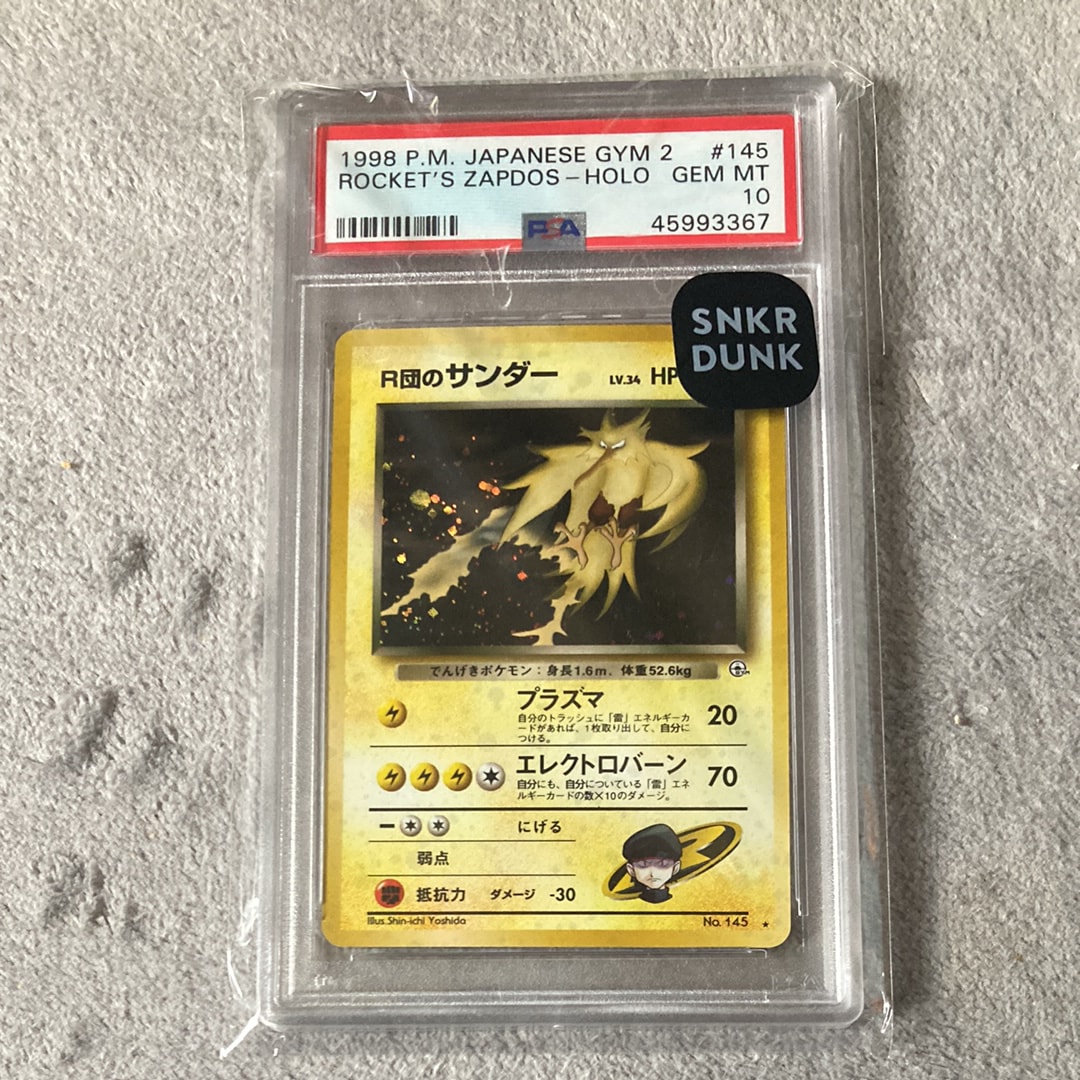 1998 P.M. JAPANESE GYM 2 #145
ROCKET'S ZAPDOS - HOLO GEM MT
10
PSA 45993367
SNKR
DUNK
R団のサンダー LV.34 HP
でんげきポケモン：身長1.6m、体重52.6kg
プラズマ
自分のトラッシュに「雷」エネルギーカ
ードがあれば、1枚取り出して、自分に
つける。
20
エレクトロバーン
自分にも、自分についている「雷」エネ
ルギーカードの数×10のダメージ。
70
にげる
弱点
抵抗力 ダメージ -30
Illus. Shin-ichi Yoshida No. 145 ★